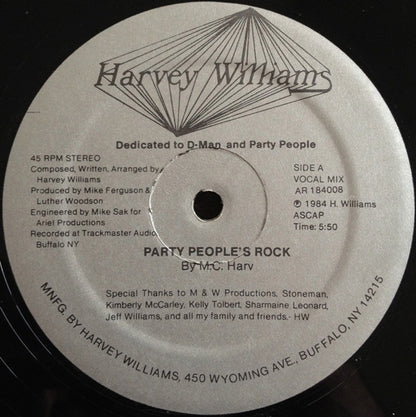 Harvey Williams
Dedicated to D-Man and Party People
45 RPM STEREO
Composed, Written, Arranged by
Harvey Williams
Produced by Mike Ferguson &
Luther Woodson
Engineered by Mike Sak for
Ariel Productions
Recorded at Trackmaster Audio
Buffalo NY
SIDE A
VOCAL MIX
AR 184008
℗ 1984 H. Williams
ASCAP
Time: 5:50
PARTY PEOPLE'S ROCK
By M.C. Harv
Special Thanks to M & W Productions, Stoneman,
Kimberly McCarley, Kelly Tolbert, Sharmaine Leonard,
Jeff Williams, and all my family and friends.- HW
MNFG. BY HARVEY WILLIAMS, 450 WYOMING AVE., BUFFALO, NY 14215